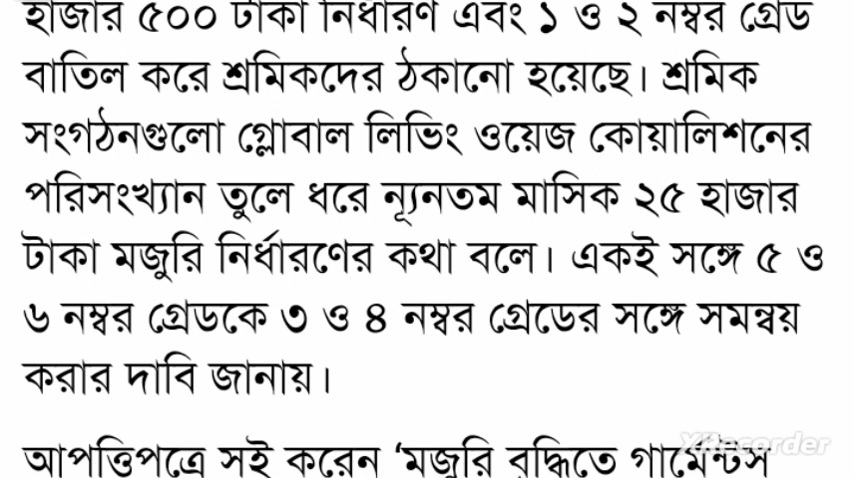 হাজার ৫০০ টাকা নির্ধারণ এবং ১ ও ২ নম্বর গ্রেড
বাতিল করে শ্রমিকদের ঠকানো হয়েছে। শ্রমিক
সংগঠনগুলো গ্লোবাল লিভিং ওয়েজ কোয়ালিশনের
পরিসংখ্যান তুলে ধরে ন্যূনতম মাসিক ২৫ হাজার
টাকা মজুরি নির্ধারণের কথা বলে। একই সঙ্গে ৫ ও
৬ নম্বর গ্রেডকে ৩ ও ৪ নম্বর গ্রেডের সঙ্গে সমন্বয়
করার দাবি জানায়।
আপত্তিপত্রে সই করেন ‘মজুরি বৃদ্ধিতে গার্মেন্টস
XRecorder